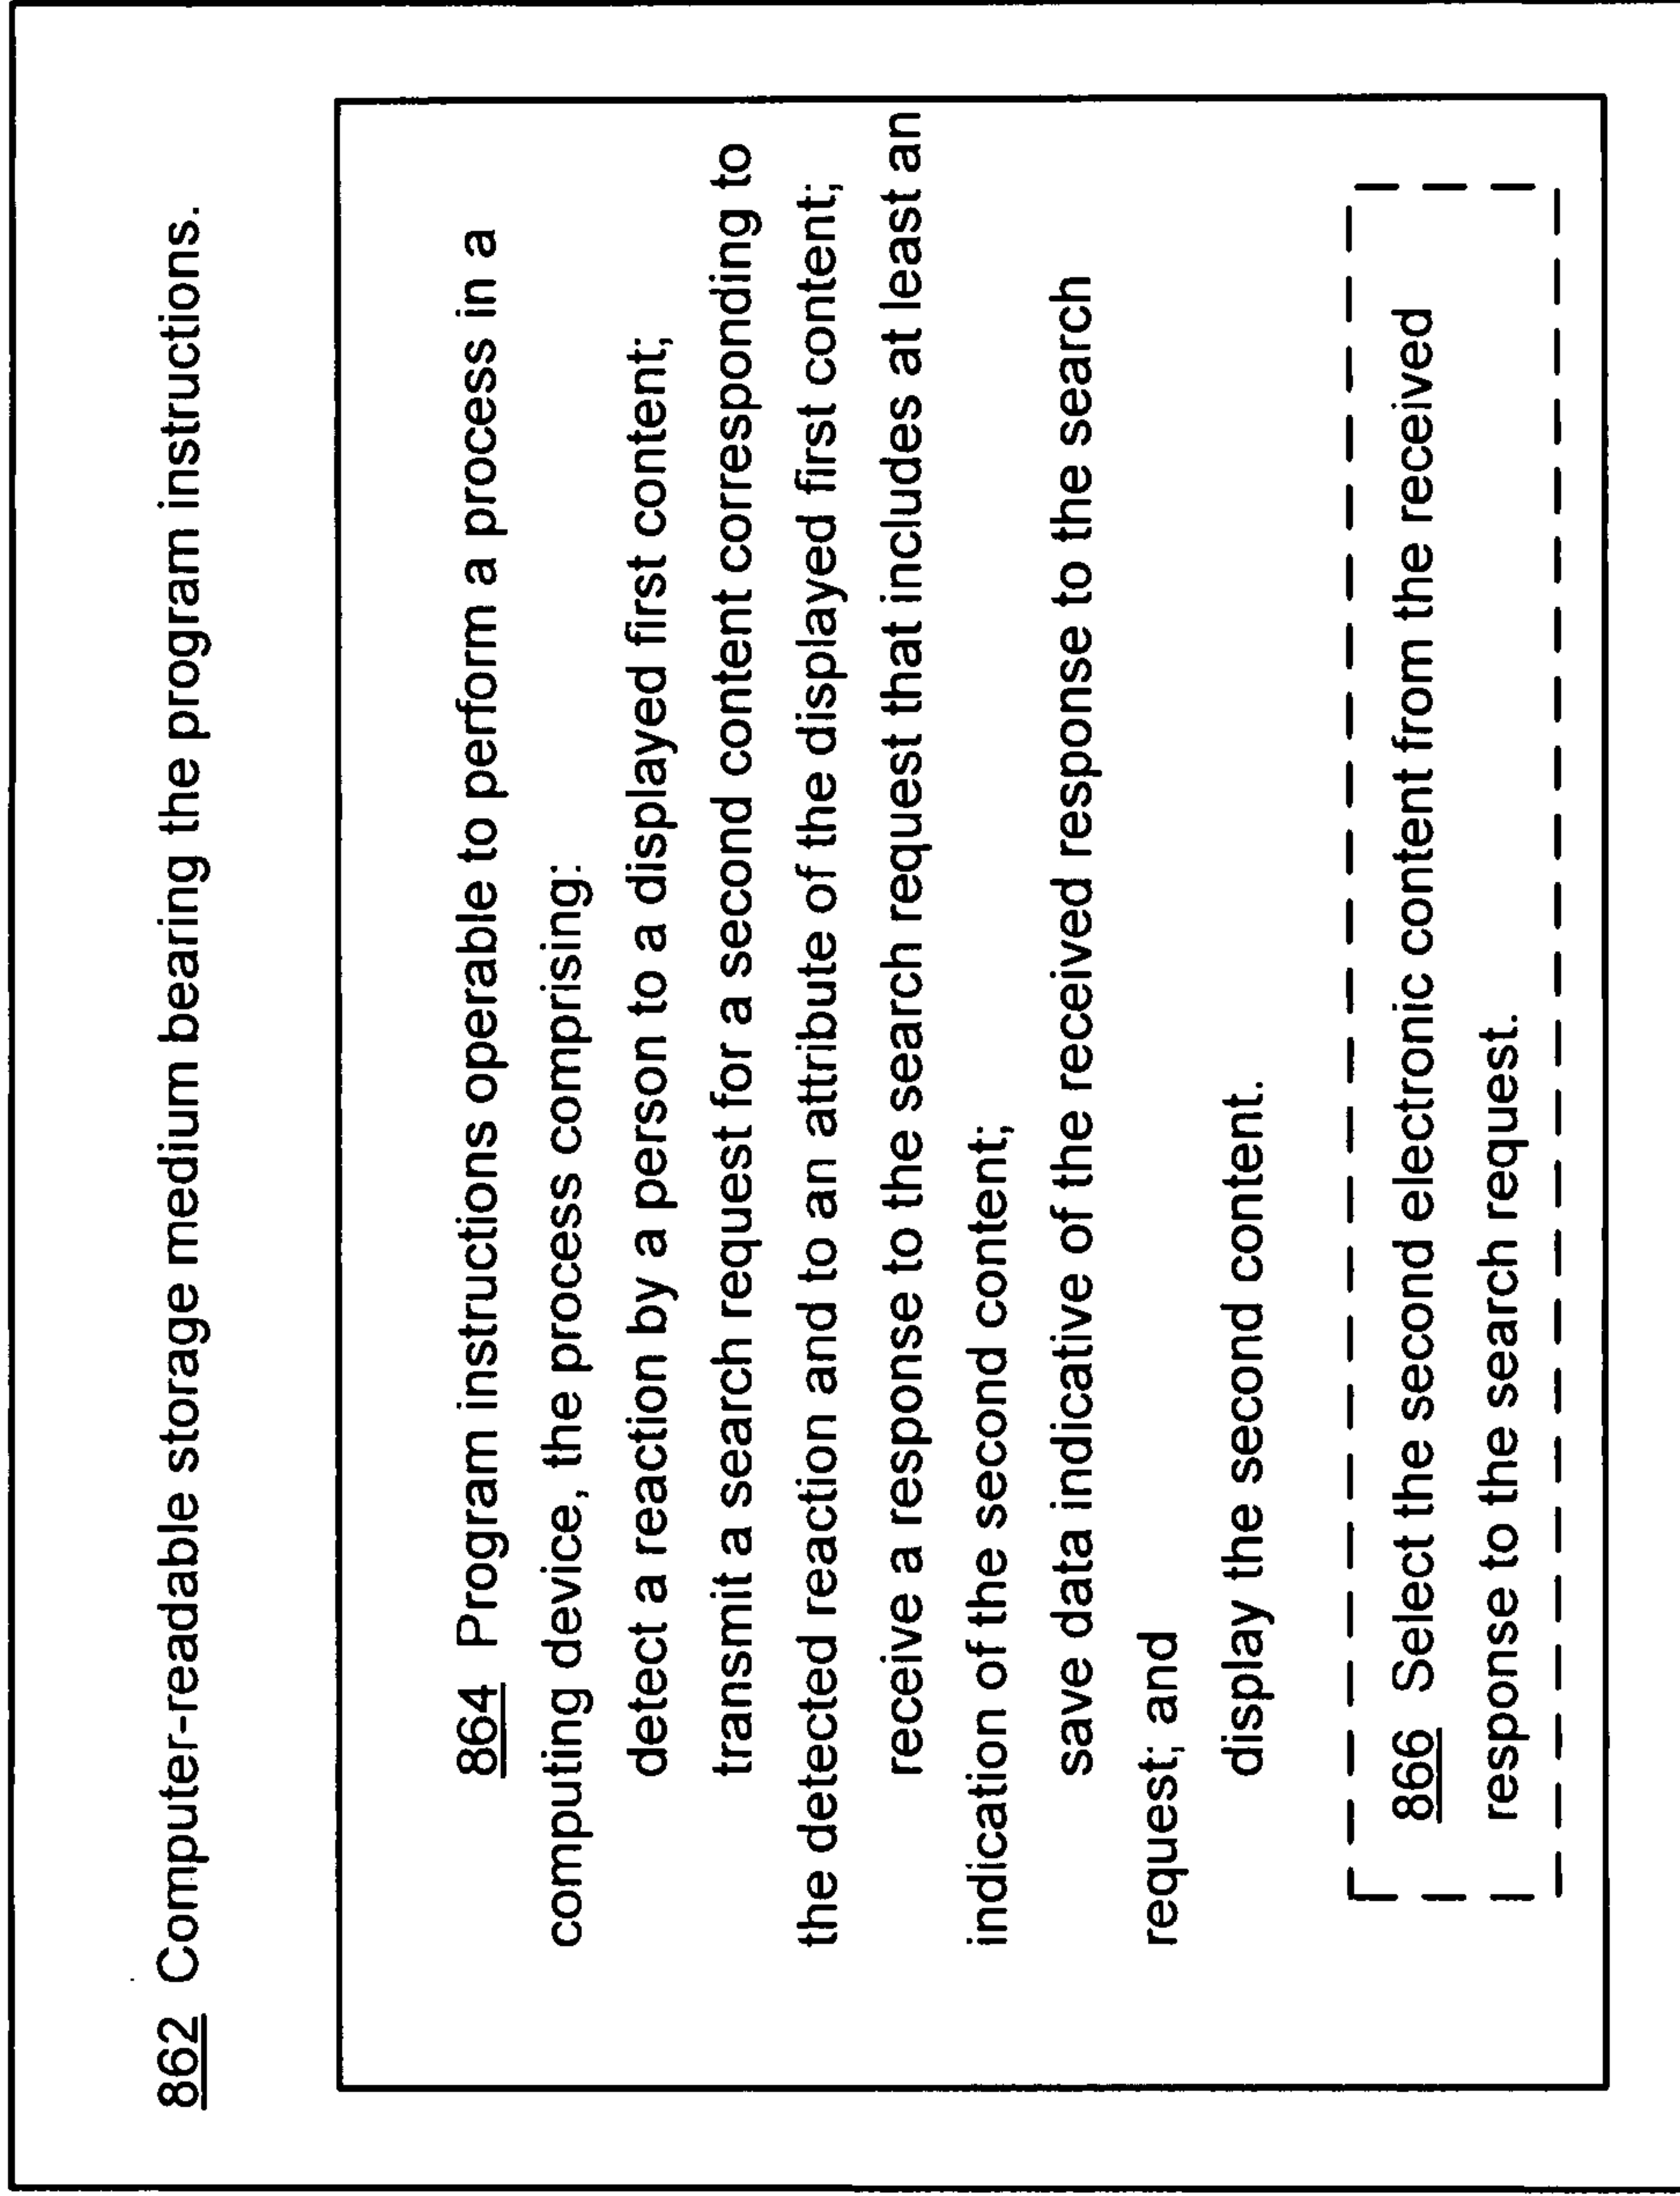 862 Computer-readable storage medium bearing the program instructions.
864 Program instructions operable to perform a process in a
computing device, the process comprising:
detect a reaction by a person to a displayed first content;
transmit a search request for a second content corresponding to
the detected reaction and to an attribute of the displayed first content;
receive a response to the search request that includes at least an
indication of the second content;
save data indicative of the received response to the search
request; and
display the second content.
866 Select the second electronic content from the received
response to the search request.